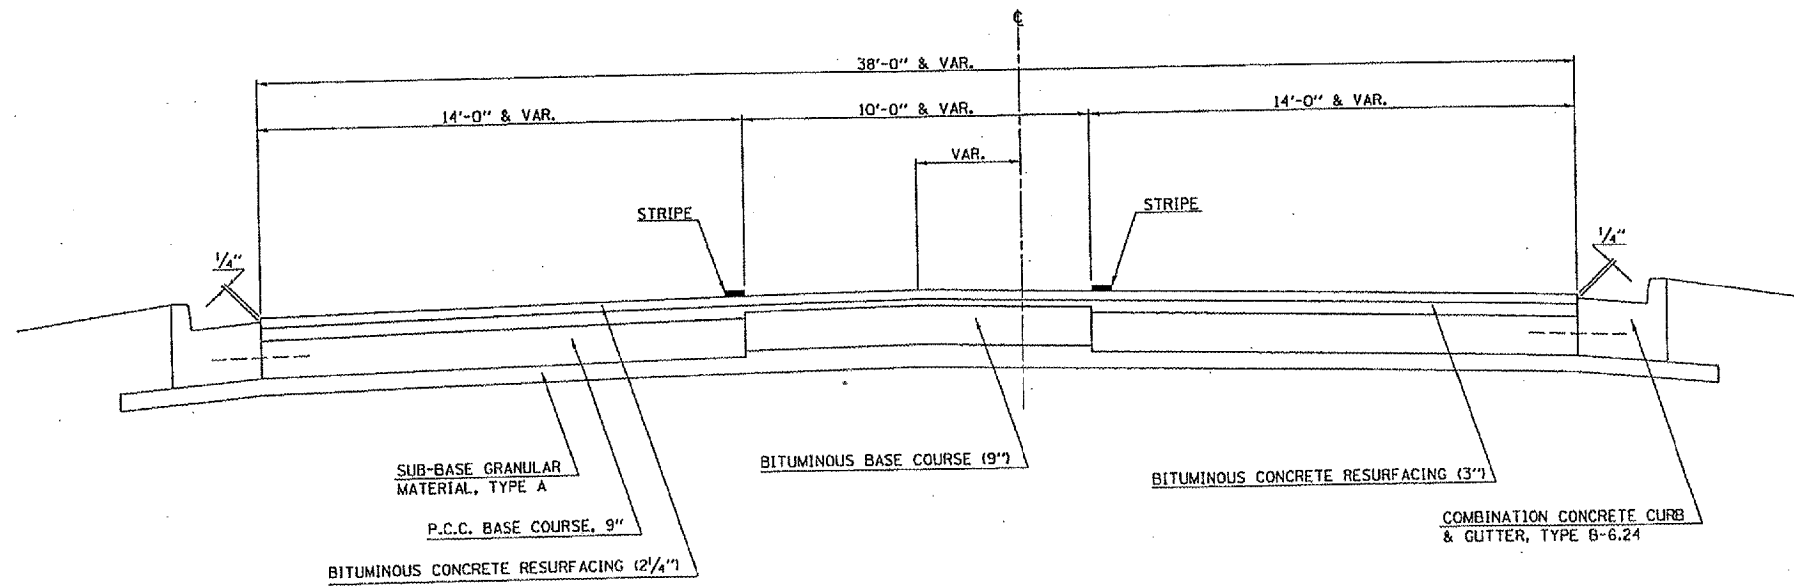 ℄
38'-0" & VAR.
14'-0" & VAR.
10'-0" & VAR.
14'-0" & VAR.
VAR.
STRIPE
STRIPE
1/4"
1/4"
SUB-BASE GRANULAR
MATERIAL, TYPE A
BITUMINOUS BASE COURSE (9")
BITUMINOUS CONCRETE RESURFACING (3")
P.C.C. BASE COURSE, 9"
COMBINATION CONCRETE CURB
& GUTTER, TYPE B-6.24
BITUMINOUS CONCRETE RESURFACING (2 1/4")